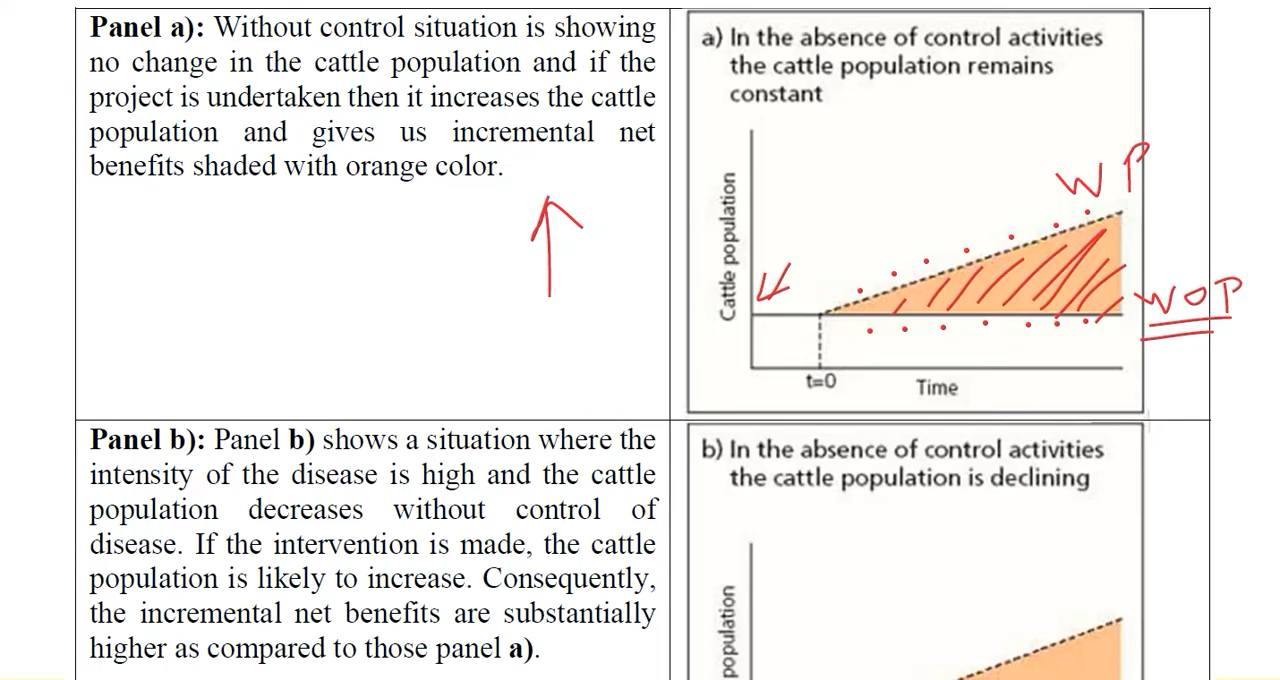 Panel a): Without control situation is showing
no change in the cattle population and if the
project is undertaken then it increases the cattle
population and gives us incremental net
benefits shaded with orange color.
a) In the absence of control activities
the cattle population remains
constant
WP
Cattle population
WOP
t=0
Time
Panel b): Panel b) shows a situation where the
intensity of the disease is high and the cattle
population decreases without control of
disease. If the intervention is made, the cattle
population is likely to increase. Consequently,
the incremental net benefits are substantially
higher as compared to those panel a).
b) In the absence of control activities
the cattle population is declining
population